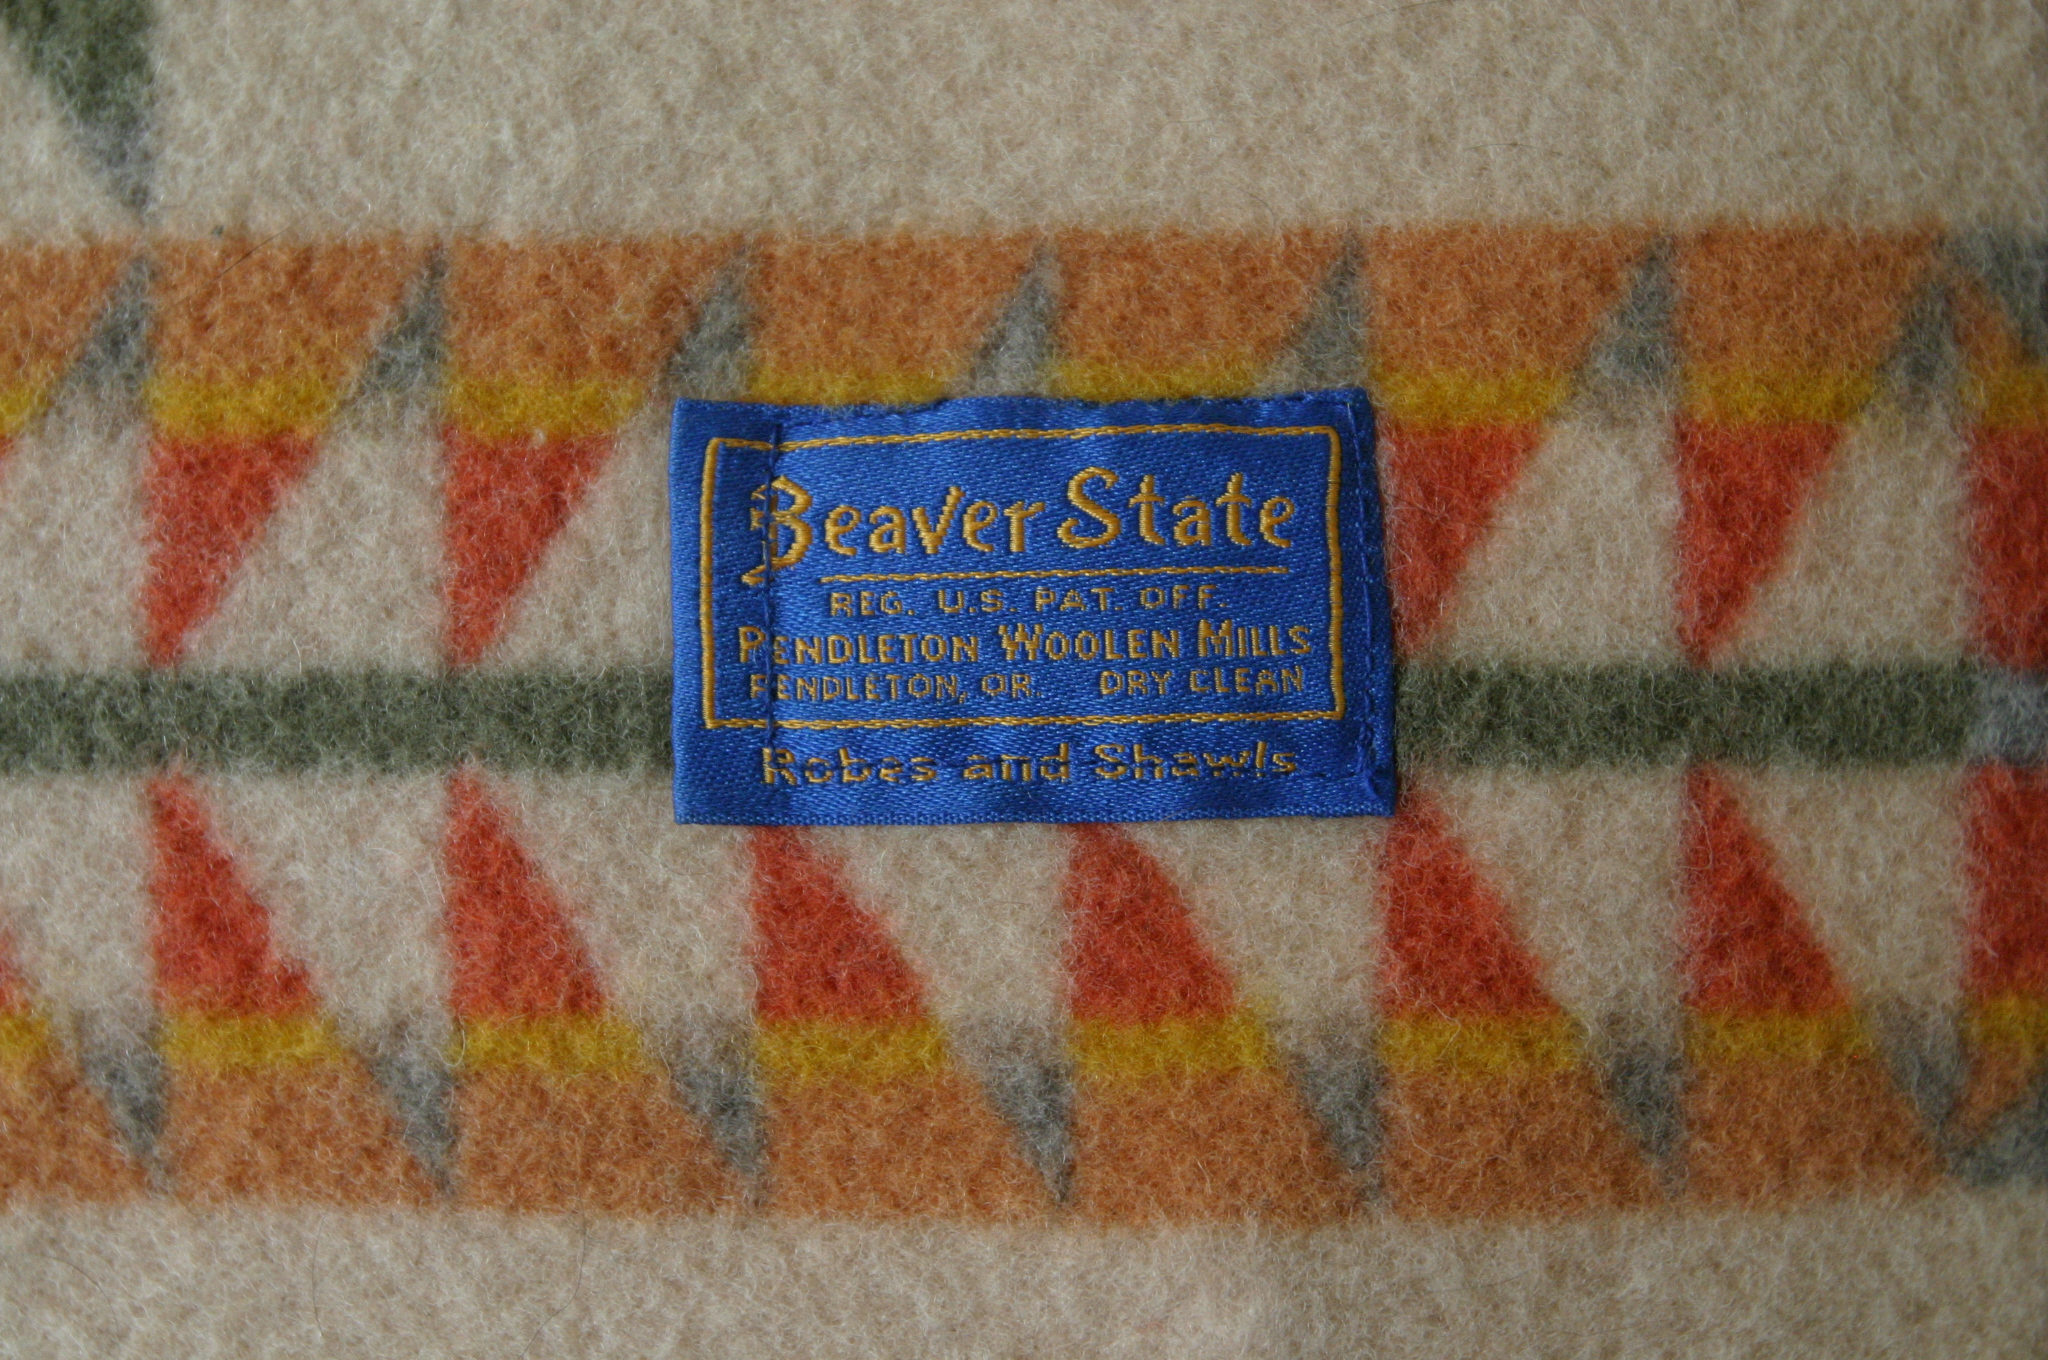 Beaver State
REG. U.S. PAT. OFF.
PENDLETON WOOLEN MILLS
PENDLETON, OR. DRY CLEAN
Robes and Shawls